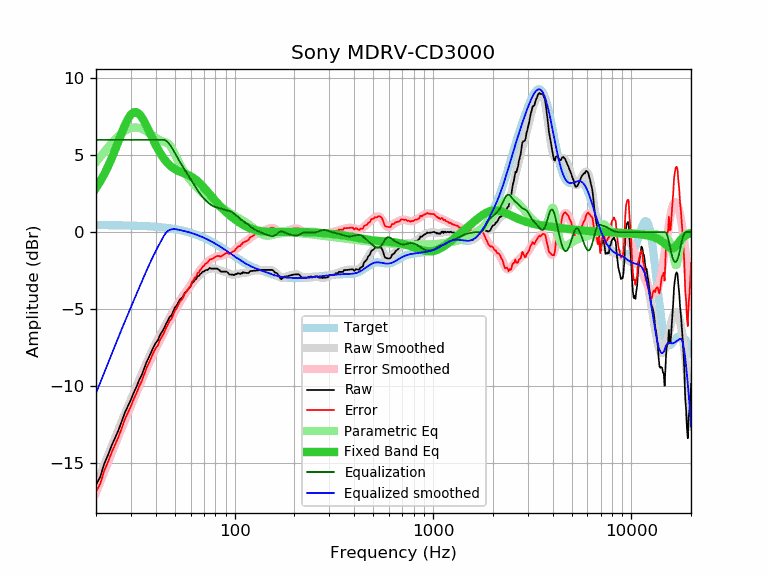 Sony MDRV-CD3000
Amplitude (dBr)
10
5
0
−5
−10
−15
Target
Raw Smoothed
Error Smoothed
Raw
Error
Parametric Eq
Fixed Band Eq
Equalization
Equalized smoothed
100
1000
10000
Frequency (Hz)